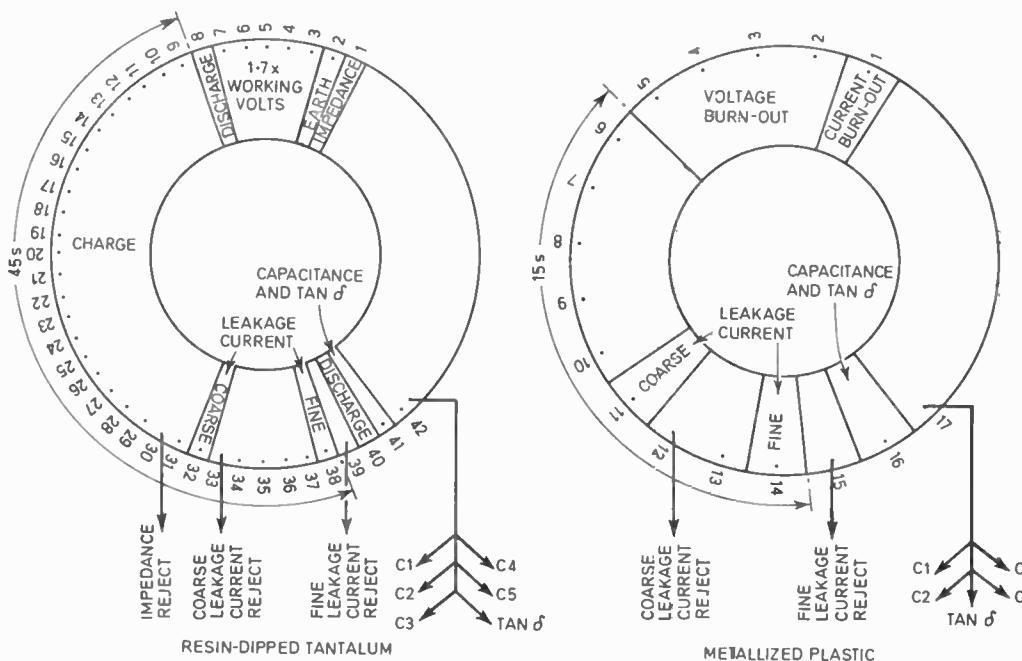 1
2
3
4
5
6
7
8
9
10
11
12
13
14
15
16
17
18
19
20
21
22
23
24
25
26
27
28
29
30
31
32
33
34
35
36
37
38
39
40
41
42
45s
DISCHARGE
1·7x
WORKING
VOLTS
EARTH
IMPEDANCE
CHARGE
CAPACITANCE
AND TAN δ
LEAKAGE
CURRENT
COARSE
FINE
DISCHARGE
IMPEDANCE
REJECT
COARSE
LEAKAGE
CURRENT
REJECT
FINE
LEAKAGE
CURRENT
REJECT
C1
C2
C3
C4
C5
TAN δ
RESIN-DIPPED TANTALUM
1
2
3
4
5
6
7
8
9
10
11
12
13
14
15
16
17
15s
VOLTAGE
BURN-OUT
CURRENT
BURN-OUT
CAPACITANCE
AND TAN δ
LEAKAGE
CURRENT
COARSE
FINE
COARSE
LEAKAGE
CURRENT
REJECT
FINE
LEAKAGE
CURRENT
REJECT
C1
C2
TAN δ
METALLIZED PLASTIC